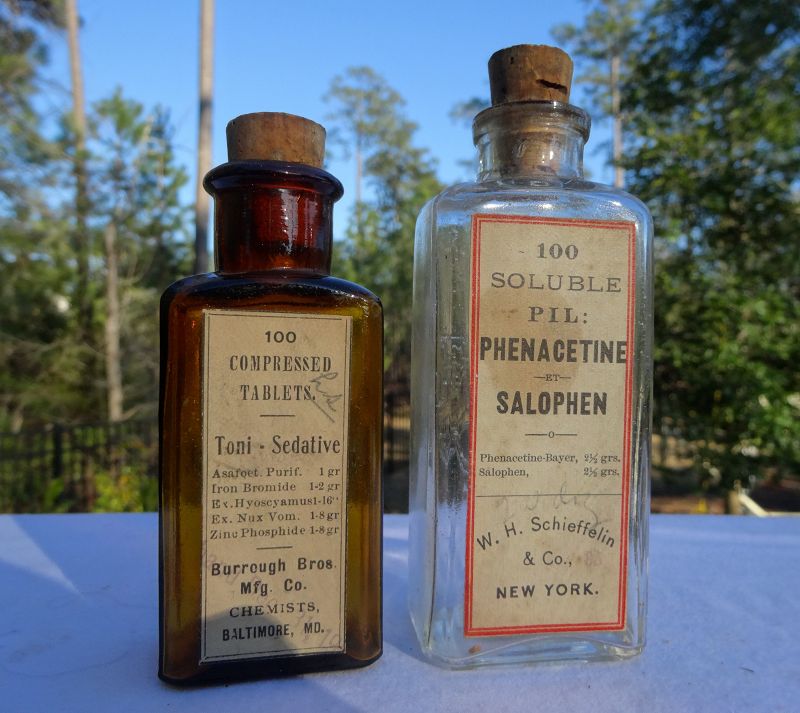 100
COMPRESSED
TABLETS.
Toni - Sedative
Asafoet. Purif. 1 gr
Iron Bromide 1-2 gr
Ex. Hyoscyamus 1-16 "
Ex. Nux Vom. 1-8 gr
Zinc Phosphide 1-8 gr
Burrough Bros.
Mfg. Co.
CHEMISTS,
BALTIMORE, MD.
100
SOLUBLE
PIL:
PHENACETINE
—ET—
SALOPHEN
Phenacetine-Bayer, 2½ grs.
Salophen, 2½ grs.
W. H. Schieffelin
& Co.,
NEW YORK.